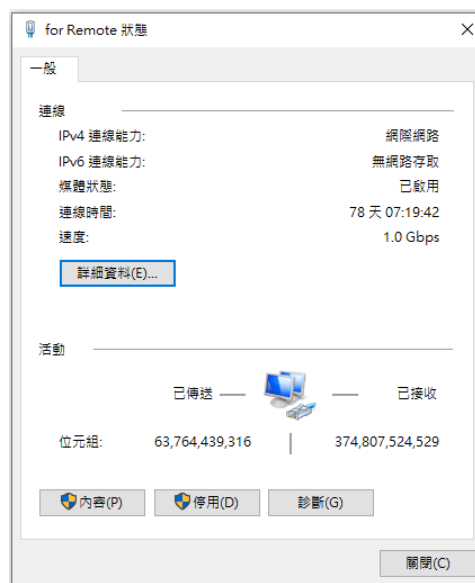 for Remote 狀態
一般
連線
IPv4 連線能力: 網際網路
IPv6 連線能力: 無網路存取
媒體狀態: 已啟用
連線時間: 78 天 07:19:42
速度: 1.0 Gbps
詳細資料(E)...
活動
已傳送 已接收
位元組: 63,764,439,316 374,807,524,529
內容(P) 停用(D) 診斷(G)
關閉(C)